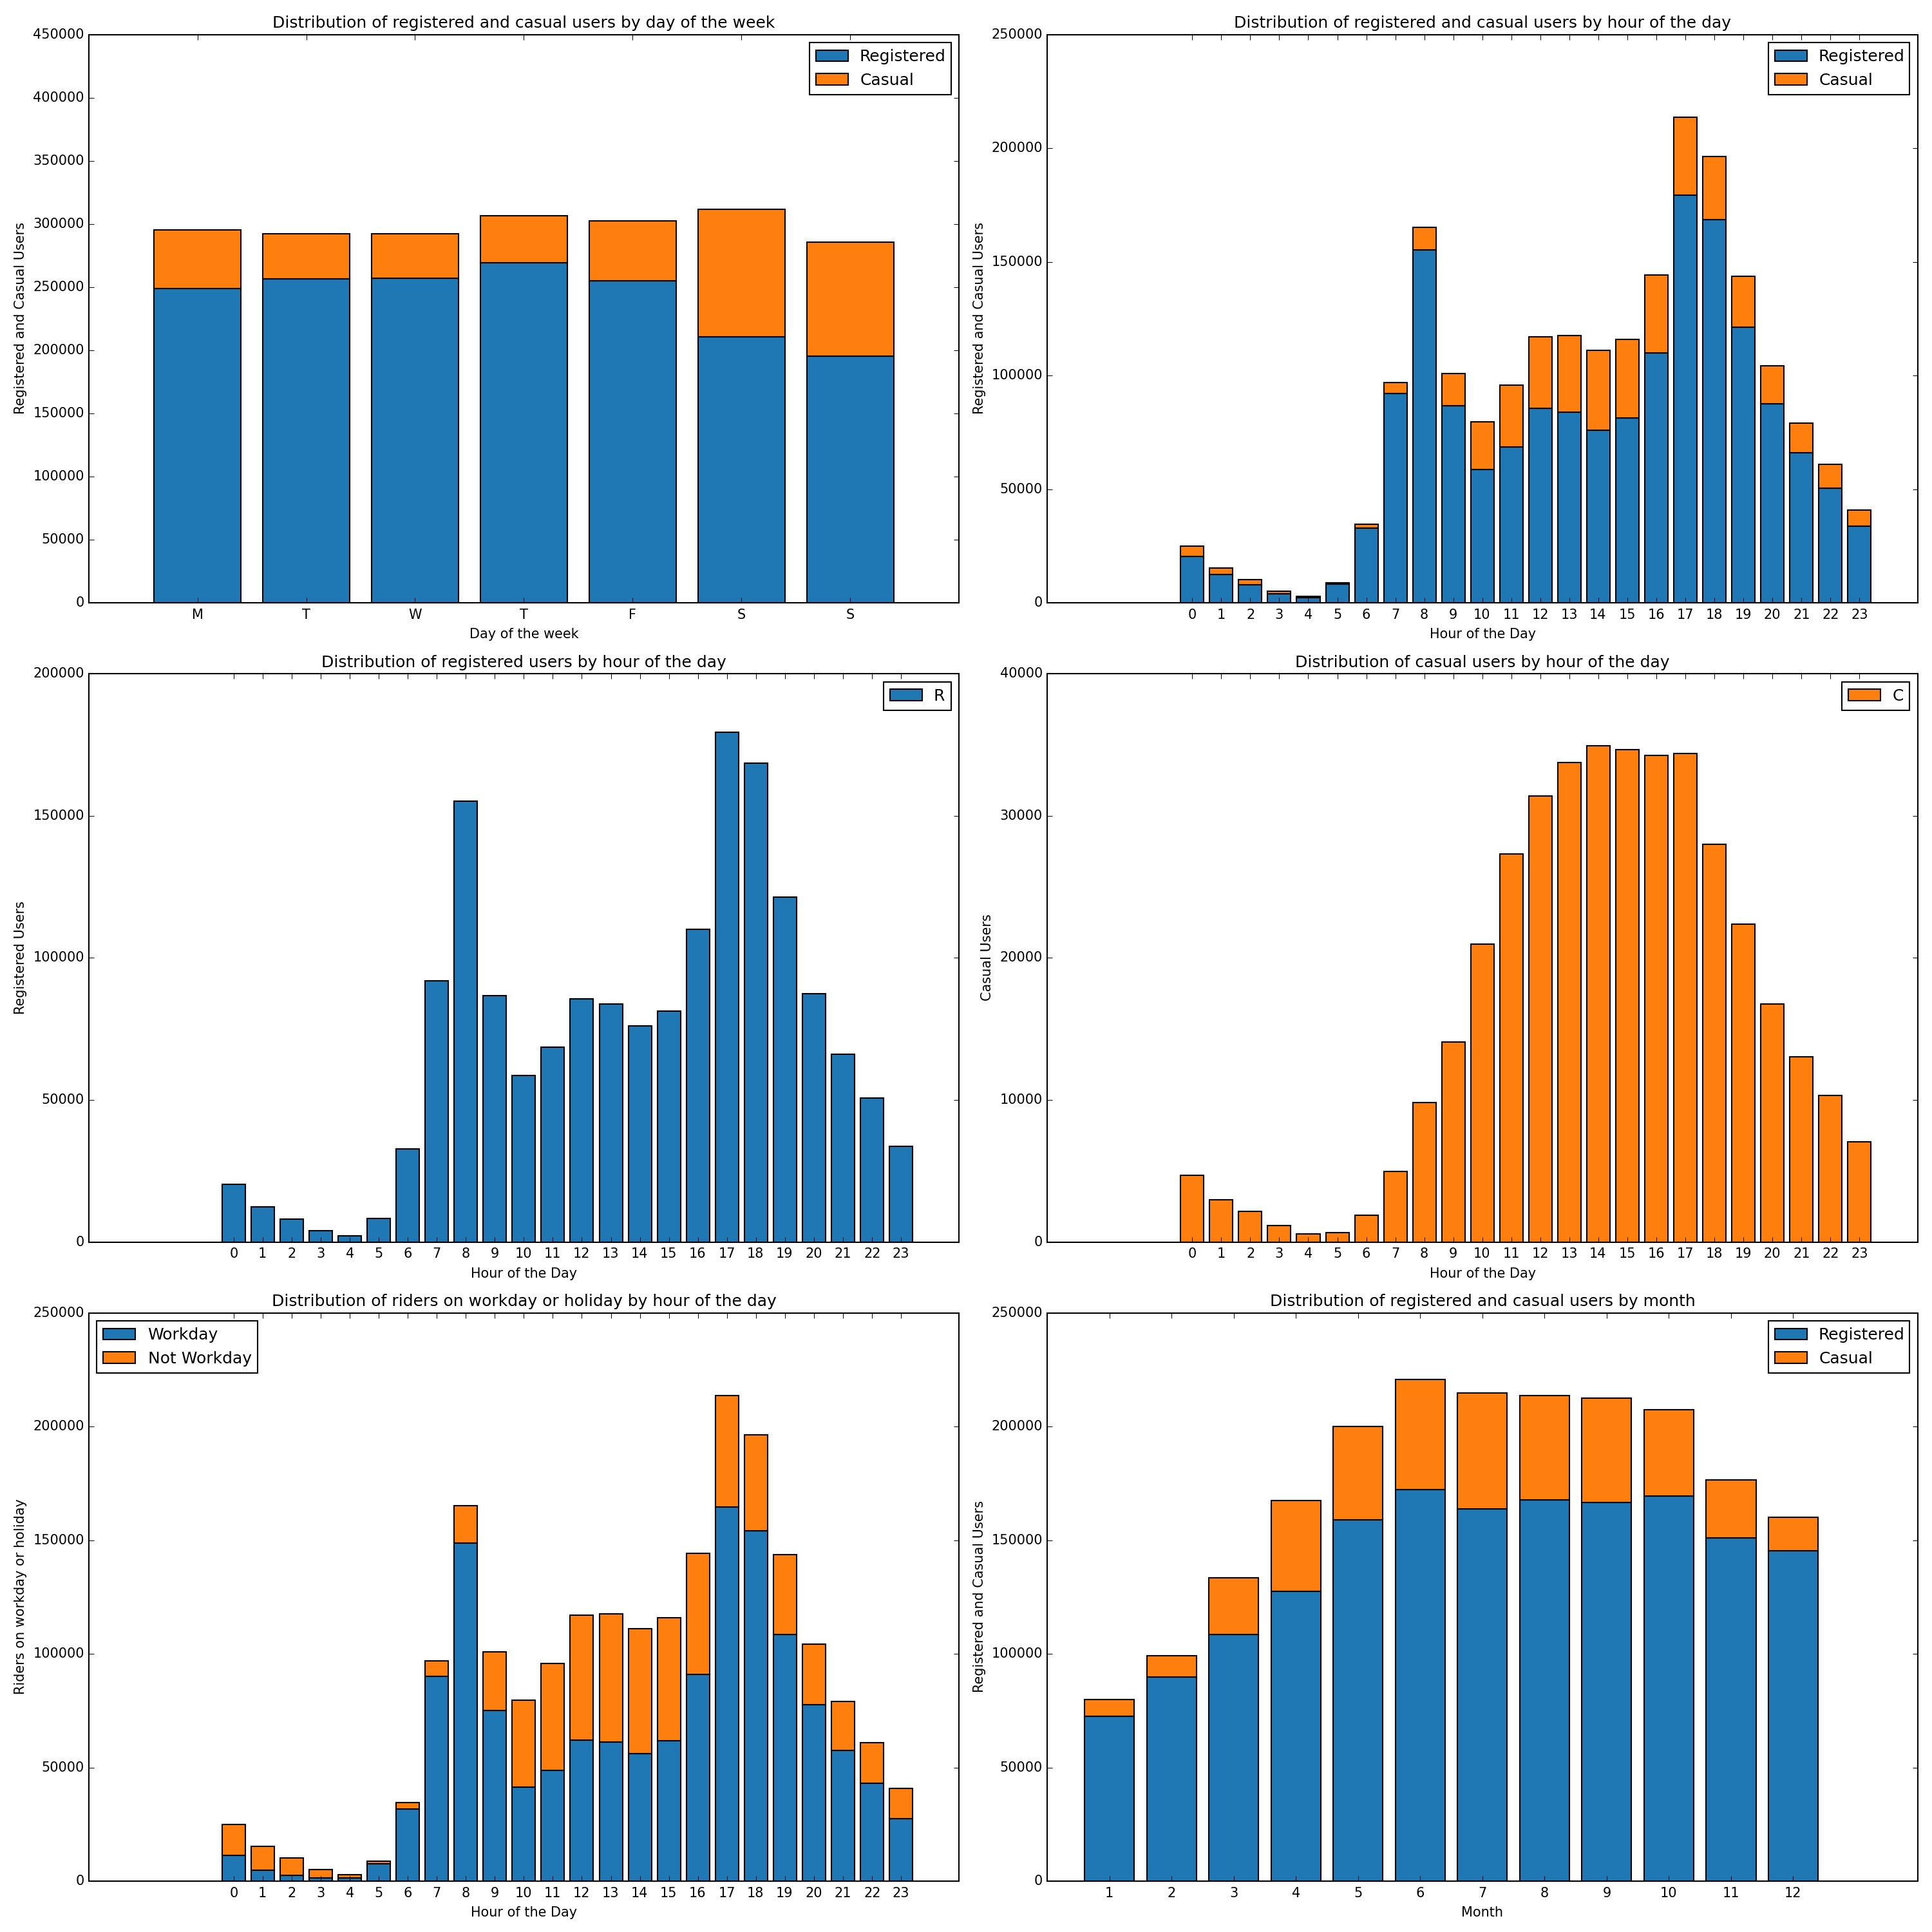 Distribution of registered and casual users by day of the week
450000
400000
350000
300000
250000
200000
150000
100000
50000
0
Registered and Casual Users
Registered
Casual
M T W T F S S
Day of the week
Distribution of registered and casual users by hour of the day
250000
200000
150000
100000
50000
0
Registered and Casual Users
Registered
Casual
0 1 2 3 4 5 6 7 8 9 10 11 12 13 14 15 16 17 18 19 20 21 22 23
Hour of the Day
Distribution of registered users by hour of the day
200000
150000
100000
50000
0
Registered Users
R
0 1 2 3 4 5 6 7 8 9 10 11 12 13 14 15 16 17 18 19 20 21 22 23
Hour of the Day
Distribution of casual users by hour of the day
40000
30000
20000
10000
0
Casual Users
C
0 1 2 3 4 5 6 7 8 9 10 11 12 13 14 15 16 17 18 19 20 21 22 23
Hour of the Day
Distribution of riders on workday or holiday by hour of the day
250000
200000
150000
100000
50000
0
Riders on workday or holiday
Workday
Not Workday
0 1 2 3 4 5 6 7 8 9 10 11 12 13 14 15 16 17 18 19 20 21 22 23
Hour of the Day
Distribution of registered and casual users by month
250000
200000
150000
100000
50000
0
Registered and Casual Users
Registered
Casual
1 2 3 4 5 6 7 8 9 10 11 12
Month